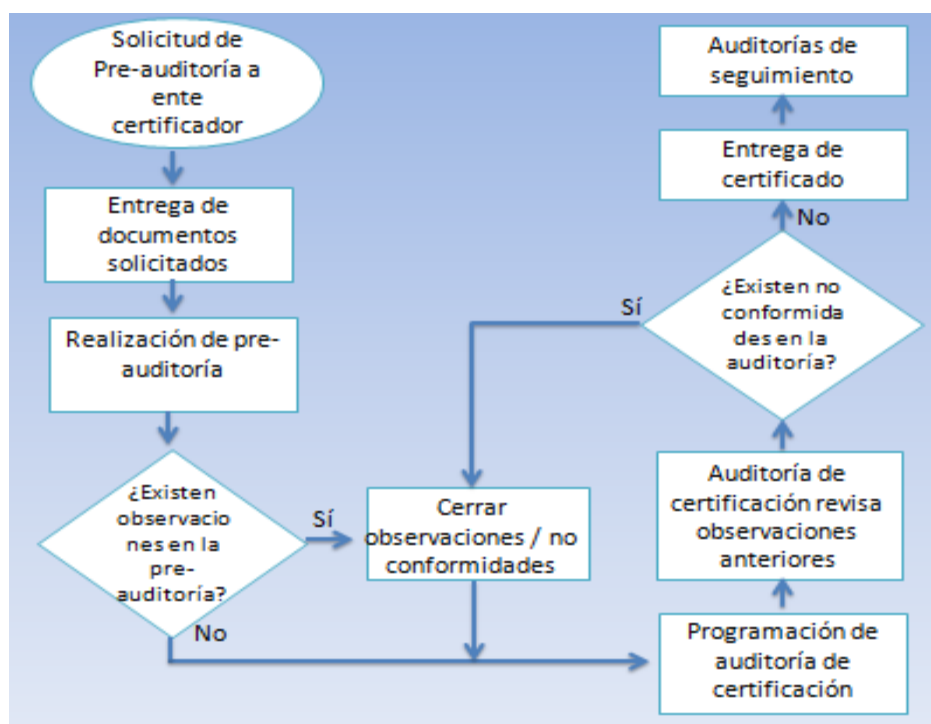 Solicitud de
Pre-auditoría a
ente
certificador
Entrega de
documentos
solicitados
Realización de pre-
auditoría
¿Existen
observacio
nes en la
pre-
auditoría?
Sí
No
Cerrar
observaciones / no
conformidades
Programación de
auditoría de
certificación
Auditoría de
certificación revisa
observaciones
anteriores
¿Existen no
conformida
des en la
auditoría?
Sí
No
Entrega de
certificado
Auditorías de
seguimiento